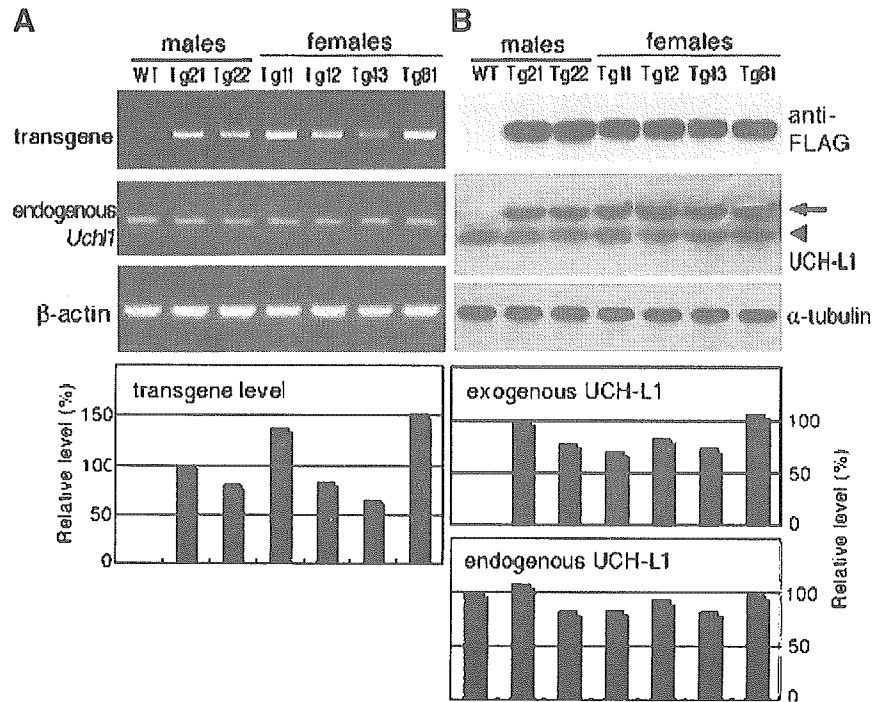 A
males
females
WT Tg21 Tg22 Tg11 Tg12 Tg43 Tg81
transgene
endogenous
Uchl1
β-actin
transgene level
Relative level (%)
150
100
50
0
B
males
females
WT Tg21 Tg22 Tg11 Tg12 Tg43 Tg81
anti-
FLAG
UCH-L1
α-tubulin
exogenous UCH-L1
100
50
0
endogenous UCH-L1
100
50
0
Relative level (%)